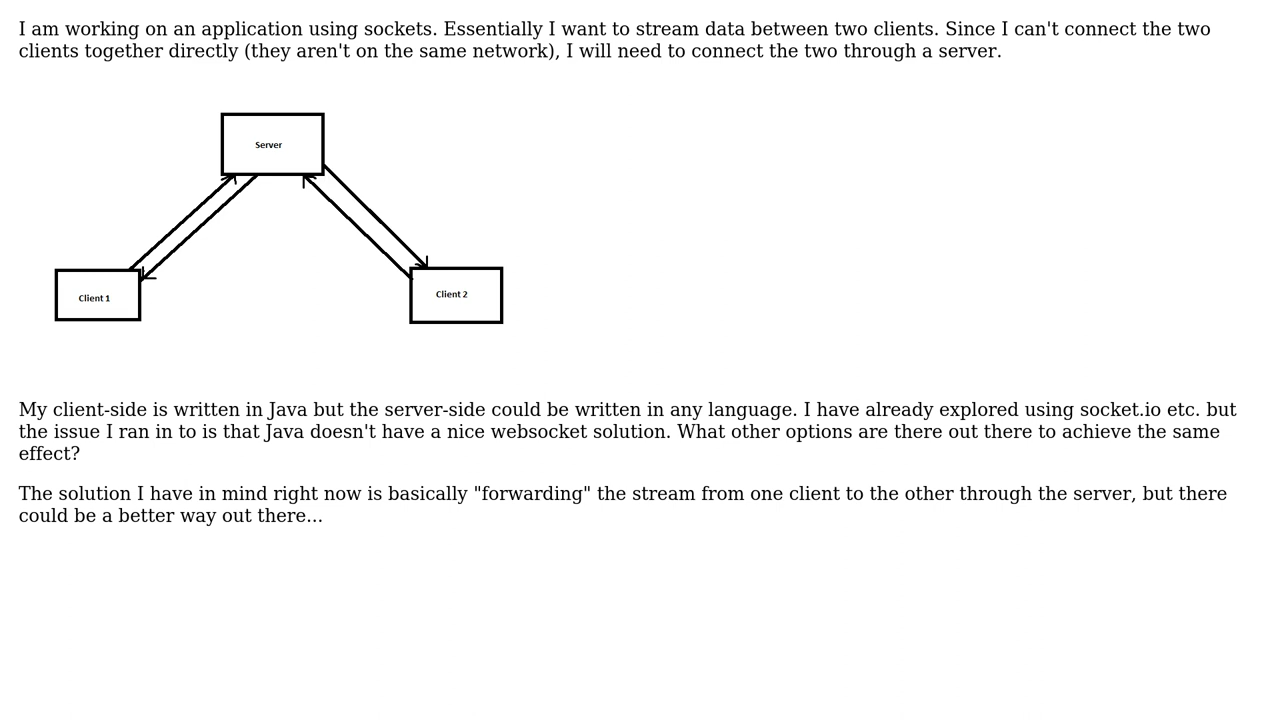 I am working on an application using sockets. Essentially I want to stream data between two clients. Since I can't connect the two
clients together directly (they aren't on the same network), I will need to connect the two through a server.
Server
Client 1
Client 2
My client-side is written in Java but the server-side could be written in any language. I have already explored using socket.io etc. but
the issue I ran in to is that Java doesn't have a nice websocket solution. What other options are there out there to achieve the same
effect?
The solution I have in mind right now is basically "forwarding" the stream from one client to the other through the server, but there
could be a better way out there...